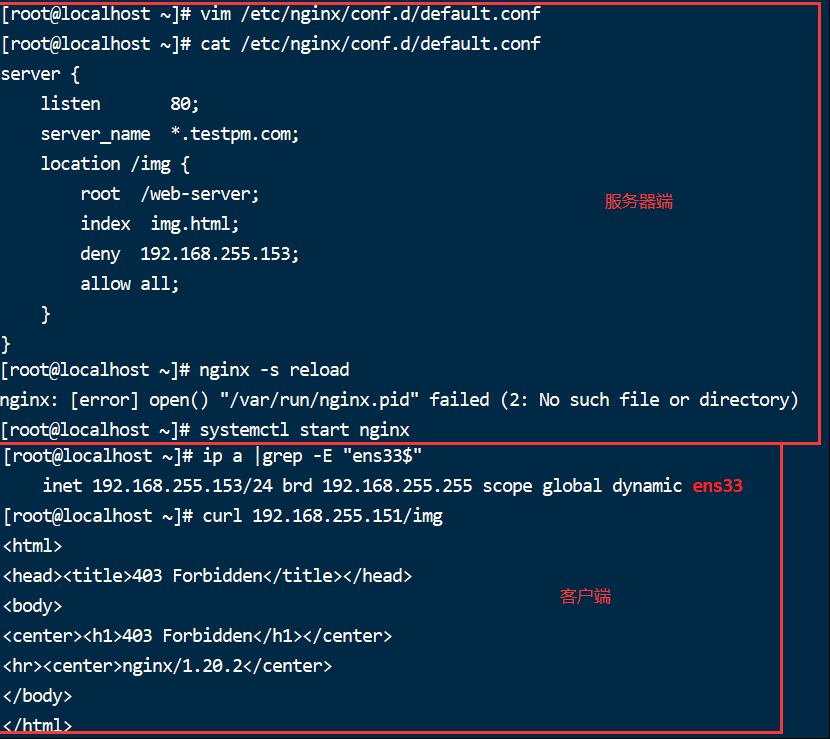 [root@localhost ~]# vim /etc/nginx/conf.d/default.conf
[root@localhost ~]# cat /etc/nginx/conf.d/default.conf
server {
    listen       80;
    server_name  *.testpm.com;
    location /img {
        root  /web-server;
        index  img.html;
        deny  192.168.255.153;
        allow all;
    }
}
服务器端
[root@localhost ~]# nginx -s reload
nginx: [error] open() "/var/run/nginx.pid" failed (2: No such file or directory)
[root@localhost ~]# systemctl start nginx
[root@localhost ~]# ip a |grep -E "ens33$"
    inet 192.168.255.153/24 brd 192.168.255.255 scope global dynamic ens33
[root@localhost ~]# curl 192.168.255.151/img
<html>
<head><title>403 Forbidden</title></head>
<body>
<center><h1>403 Forbidden</h1></center>
<hr><center>nginx/1.20.2</center>
</body>
</html>
客户端